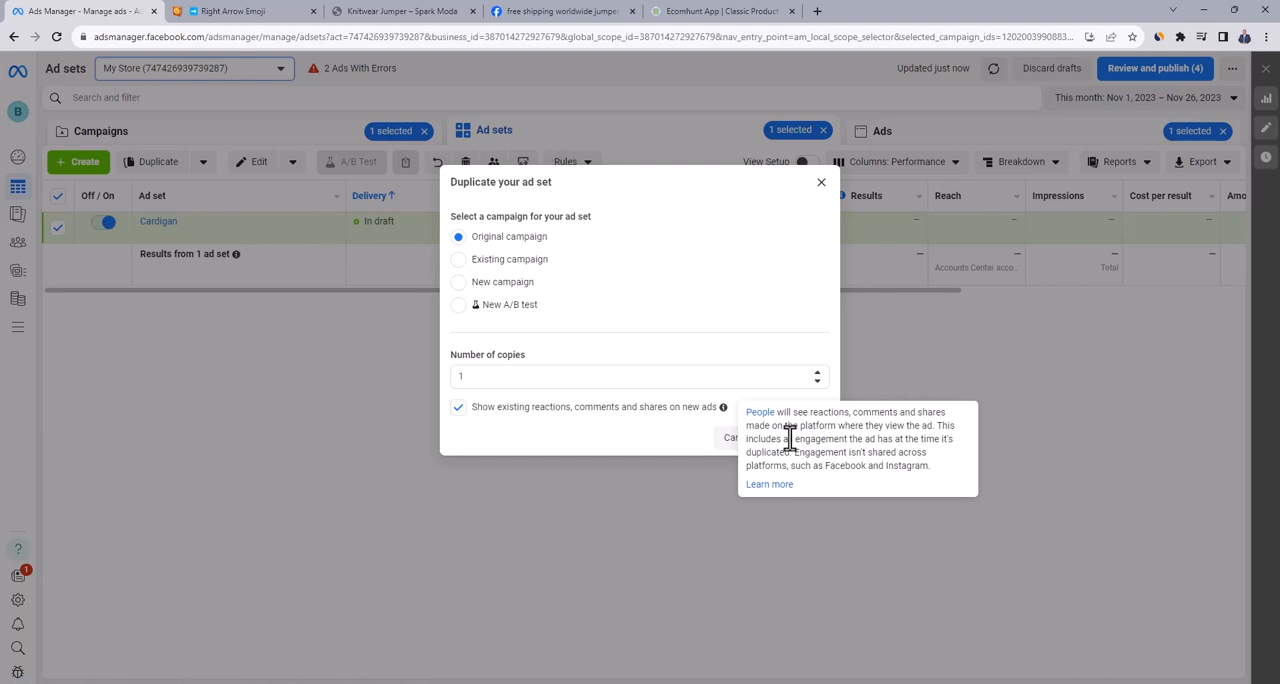 Ads Manager - Manage ads - A
Right Arrow Emoji
Knitwear Jumper – Spark Moda
free shipping worldwide jumper
Ecomhunt App | Classic Product
adsmanager.facebook.com/adsmanager/manage/adsets?act=747426939739287&business_id=387014272927679&global_scope_id=387014272927679&nav_entry_point=am_local_scope_selector&selected_campaign_ids=1202003990883...
Ad sets
My Store (747426939739287)
2 Ads With Errors
Updated just now
Discard drafts
Review and publish (4)
B
Search and filter
This month: Nov 1, 2023 – Nov 26, 2023
Campaigns
1 selected
Ad sets
1 selected
Ads
1 selected
+ Create
Duplicate
Edit
A/B Test
Rules
View Setup
Columns: Performance
Breakdown
Reports
Export
Off / On
Ad set
Delivery ↑
Results
Reach
Impressions
Cost per result
Amo
Cardigan
In draft
— — — —
Results from 1 ad set
— — — —
Accounts Center acco...
Total
Duplicate your ad set
Select a campaign for your ad set
Original campaign
Existing campaign
New campaign
New A/B test
Number of copies
1
Show existing reactions, comments and shares on new ads
Can
People will see reactions, comments and shares
made on the platform where they view the ad. This
includes engagement the ad has at the time it's
duplicated. Engagement isn't shared across
platforms, such as Facebook and Instagram.
Learn more
?
1